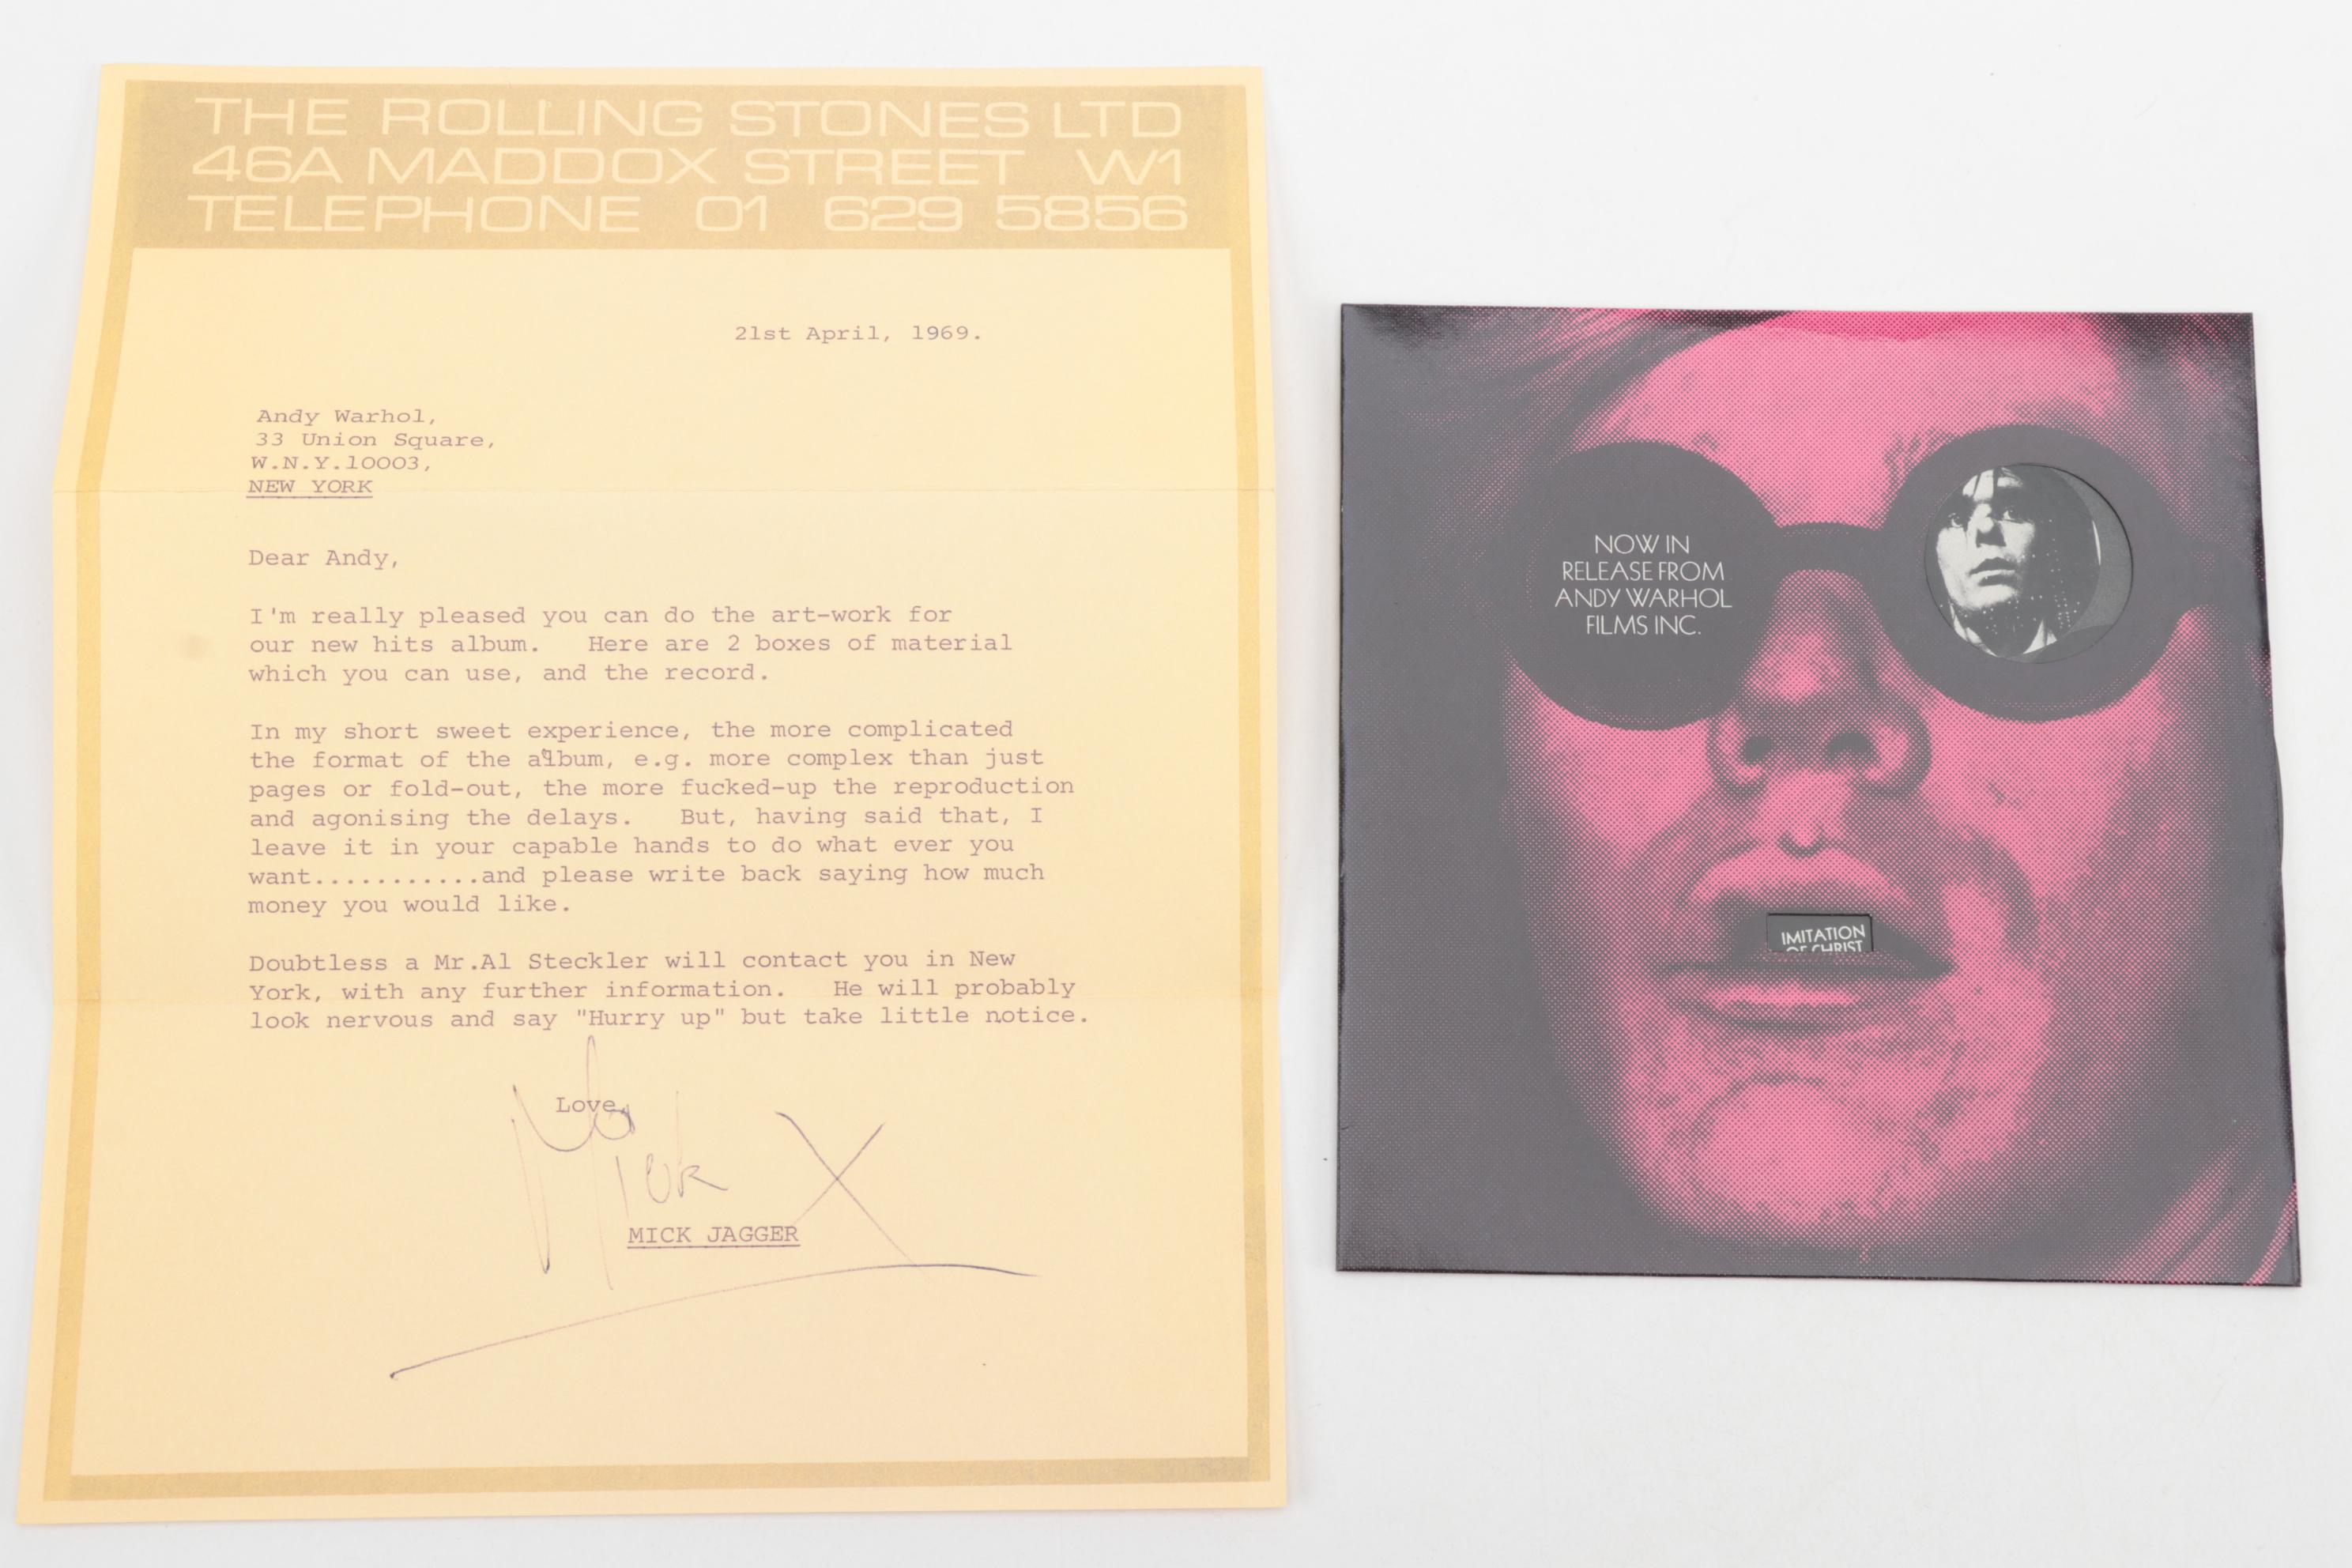 THE ROLLING STONES LTD
46A MADDOX STREET W1
TELEPHONE 01 629 5856
21st April, 1969.
Andy Warhol,
33 Union Square,
W.N.Y.10003,
NEW YORK
Dear Andy,
I'm really pleased you can do the art-work for
our new hits album. Here are 2 boxes of material
which you can use, and the record.
In my short sweet experience, the more complicated
the format of the album, e.g. more complex than just
pages or fold-out, the more fucked-up the reproduction
and agonising the delays. But, having said that, I
leave it in your capable hands to do what ever you
want...........and please write back saying how much
money you would like.
Doubtless a Mr.Al Steckler will contact you in New
York, with any further information. He will probably
look nervous and say "Hurry up" but take little notice.
Love,
Mick X
MICK JAGGER
NOW IN
RELEASE FROM
ANDY WARHOL
FILMS INC.
IMITATION
OF CHRIST